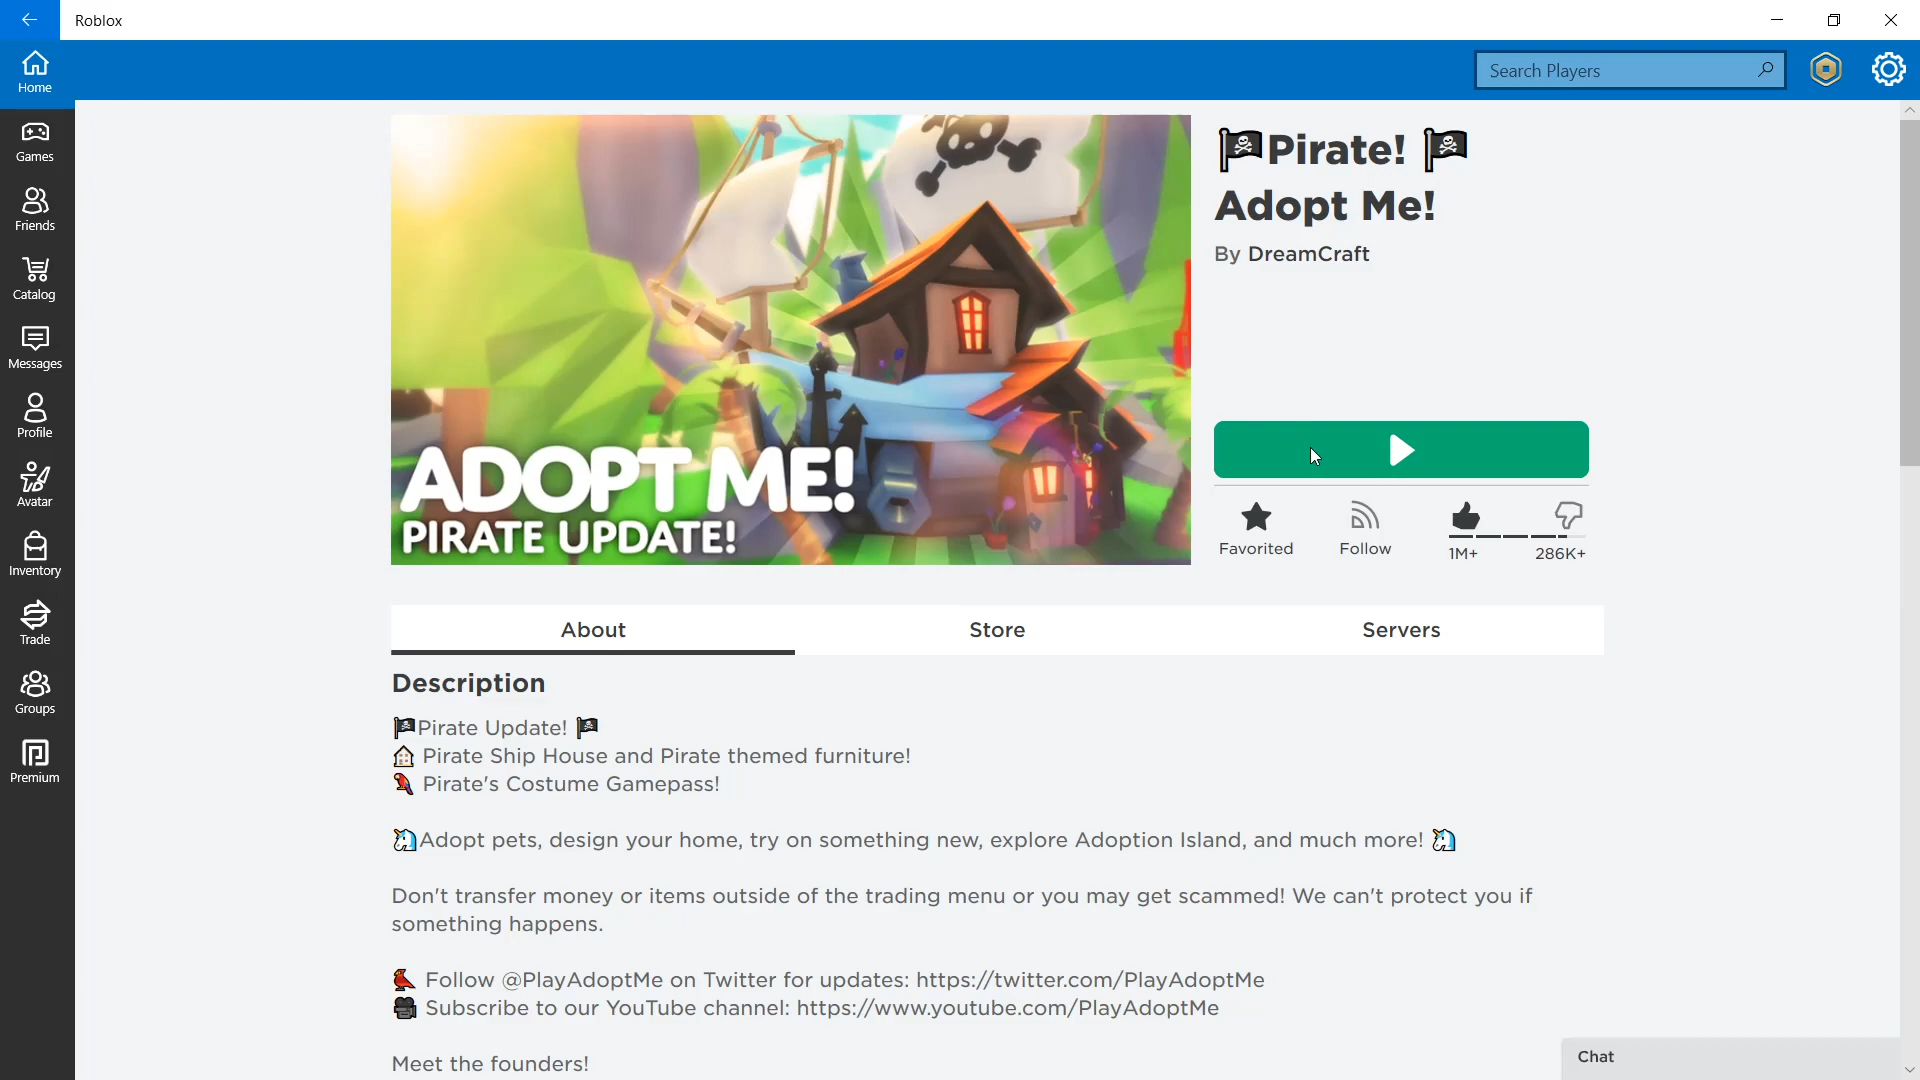 Roblox
Home
Search Players
Games
Friends
Catalog
Messages
Profile
Avatar
Inventory
Trade
Groups
Premium
ADOPT ME!
PIRATE UPDATE!
🏴‍☠️Pirate! 🏴‍☠️
Adopt Me!
By DreamCraft
Favorited
Follow
1M+
286K+
About
Store
Servers
Description
🏴‍☠️Pirate Update! 🏴‍☠️
🏠 Pirate Ship House and Pirate themed furniture!
🦜 Pirate's Costume Gamepass!
🦄Adopt pets, design your home, try on something new, explore Adoption Island, and much more! 🦄
Don't transfer money or items outside of the trading menu or you may get scammed! We can't protect you if
something happens.
🐦 Follow @PlayAdoptMe on Twitter for updates: https://twitter.com/PlayAdoptMe
🎥 Subscribe to our YouTube channel: https://www.youtube.com/PlayAdoptMe
Meet the founders!
Chat